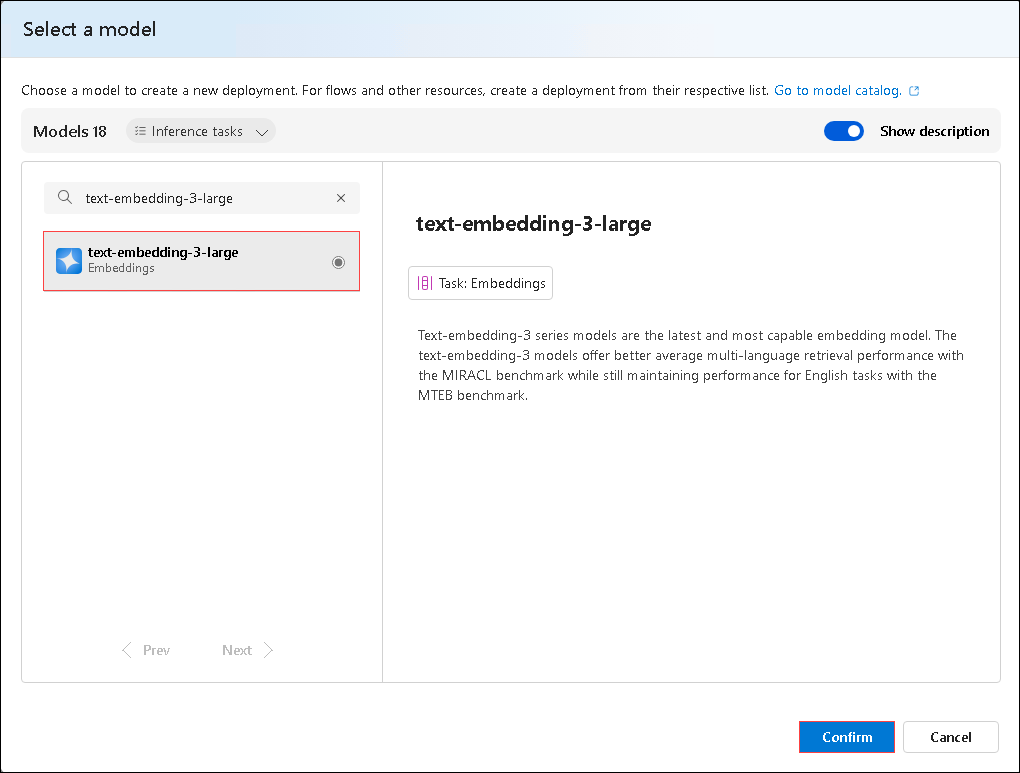 Select a model
Choose a model to create a new deployment. For flows and other resources, create a deployment from their respective list. Go to model catalog.
Models 18 Inference tasks Show description
text-embedding-3-large
text-embedding-3-large
Embeddings
Prev Next
text-embedding-3-large
Task: Embeddings
Text-embedding-3 series models are the latest and most capable embedding model. The
text-embedding-3 models offer better average multi-language retrieval performance with
the MIRACL benchmark while still maintaining performance for English tasks with the
MTEB benchmark.
Confirm Cancel